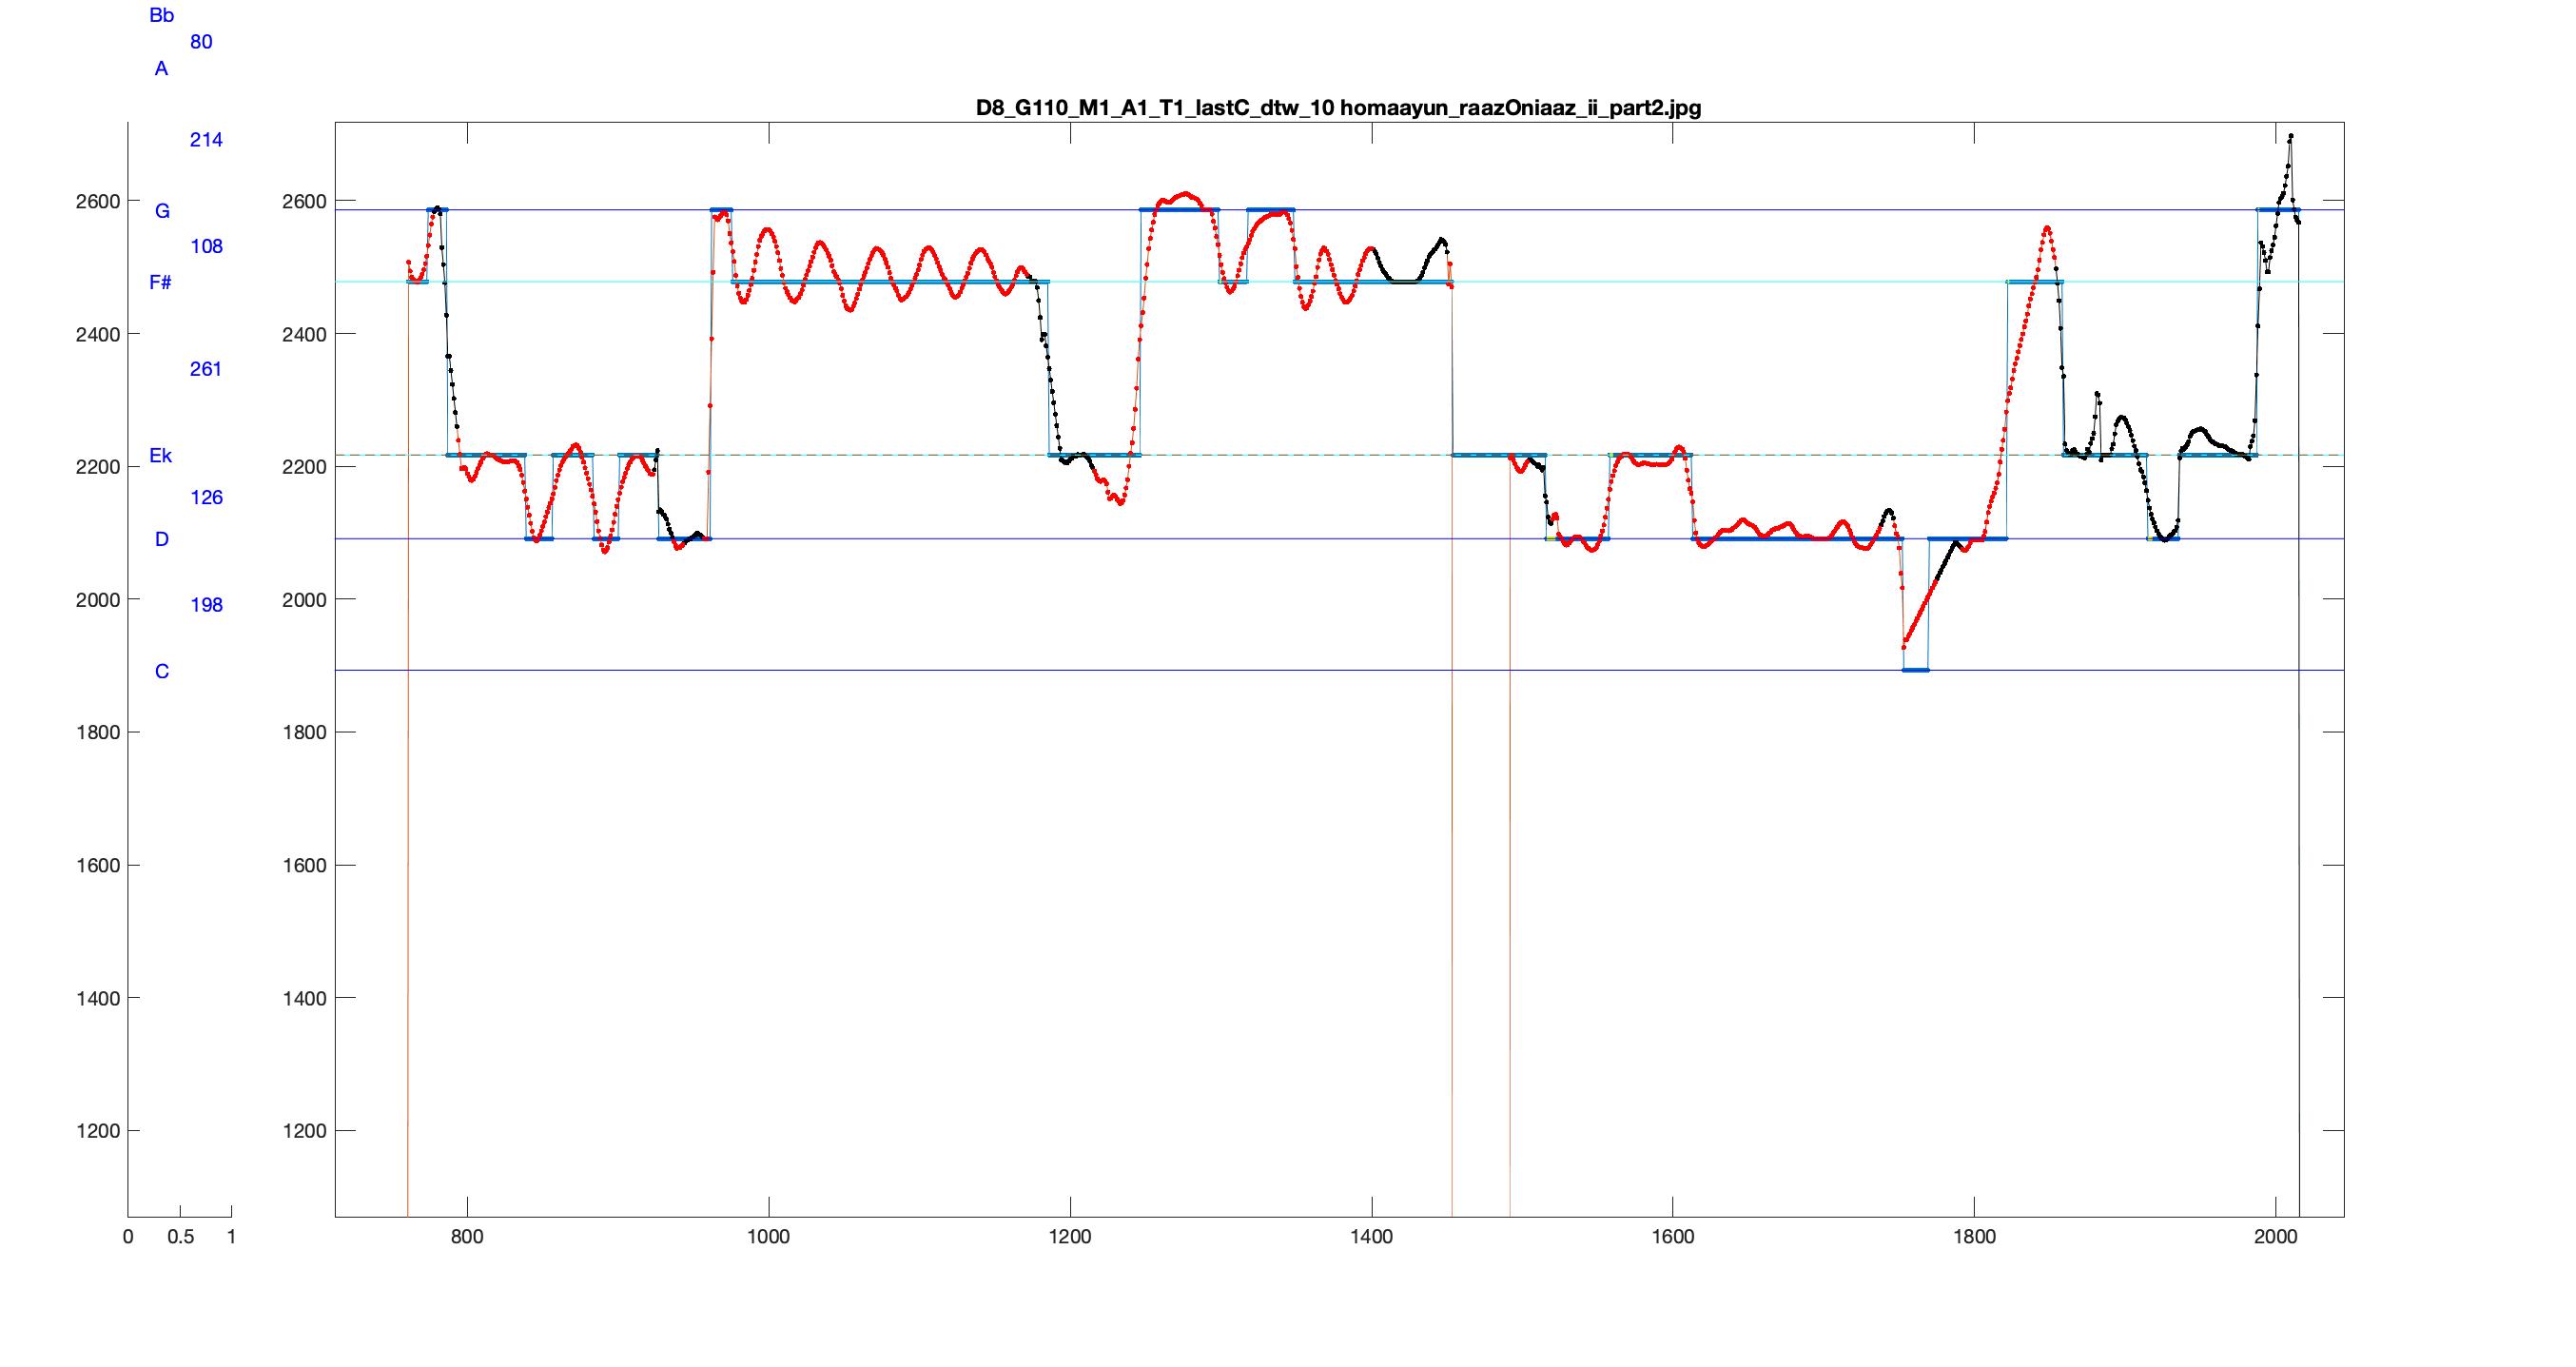 Bb
80
A
D8_G110_M1_A1_T1_lastC_dtw_10 homaayun_raazOniaaz_ii_part2.jpg
214
2600 G 2600
108
F#
2400 2400
261
2200 Ek 2200
126
D
2000 198 2000
C
1800 1800
1600 1600
1400 1400
1200 1200
0 0.5 1 800 1000 1200 1400 1600 1800 2000